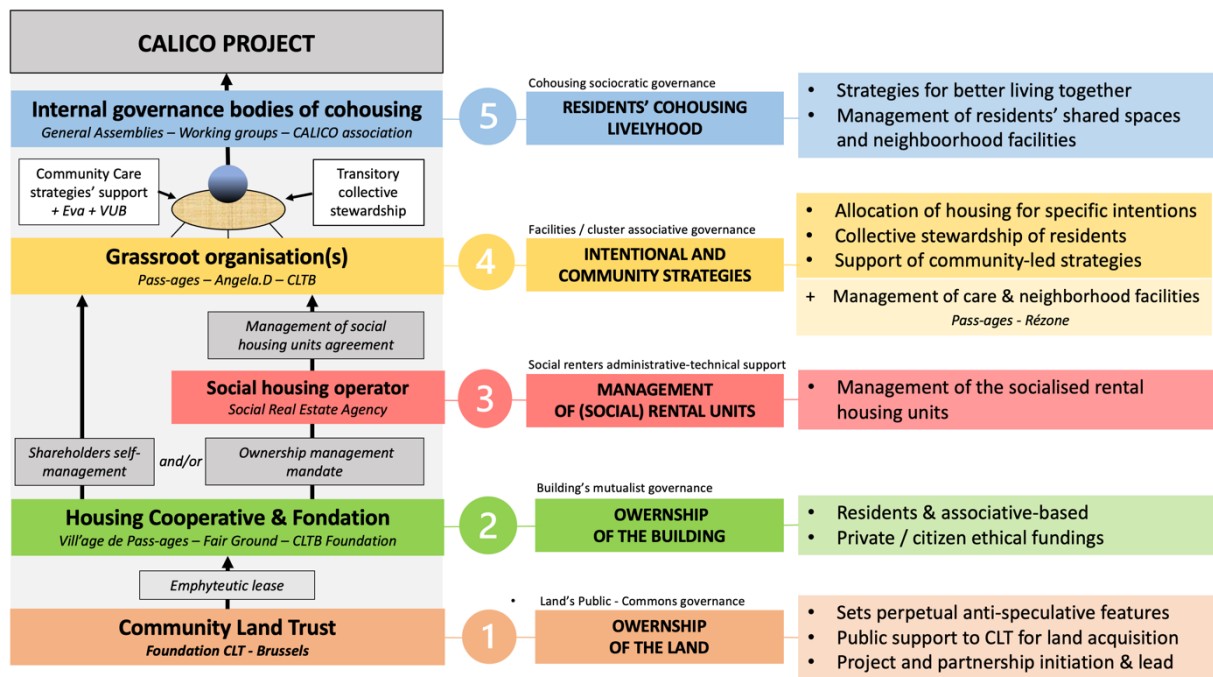 CALICO PROJECT
Internal governance bodies of cohousing
General Assemblies – Working groups – CALICO association
Community Care
strategies' support
+ Eva + VUB
Transitory
collective
stewardship
Grassroot organisation(s)
Pass-ages – Angela.D – CLTB
Management of social
housing units agreement
Social housing operator
Social Real Estate Agency
Shareholders self-
management
and/or
Ownership management
mandate
Housing Cooperative & Fondation
Vill'age de Pass-ages – Fair Ground – CLTB Foundation
Emphyteutic lease
Community Land Trust
Foundation CLT - Brussels
5
Cohousing sociocratic governance
RESIDENTS' COHOUSING
LIVELYHOOD
• Strategies for better living together
• Management of residents' shared spaces
and neighboorhood facilities
4
Facilities / cluster associative governance
INTENTIONAL AND
COMMUNITY STRATEGIES
• Allocation of housing for specific intentions
• Collective stewardship of residents
• Support of community-led strategies
+ Management of care & neighborhood facilities
Pass-ages - Rézone
3
Social renters administrative-technical support
MANAGEMENT
OF (SOCIAL) RENTAL UNITS
• Management of the socialised rental
housing units
2
Building's mutualist governance
OWERNSHIP
OF THE BUILDING
• Residents & associative-based
• Private / citizen ethical fundings
1
• Land's Public - Commons governance
OWERNSHIP
OF THE LAND
• Sets perpetual anti-speculative features
• Public support to CLT for land acquisition
• Project and partnership initiation & lead